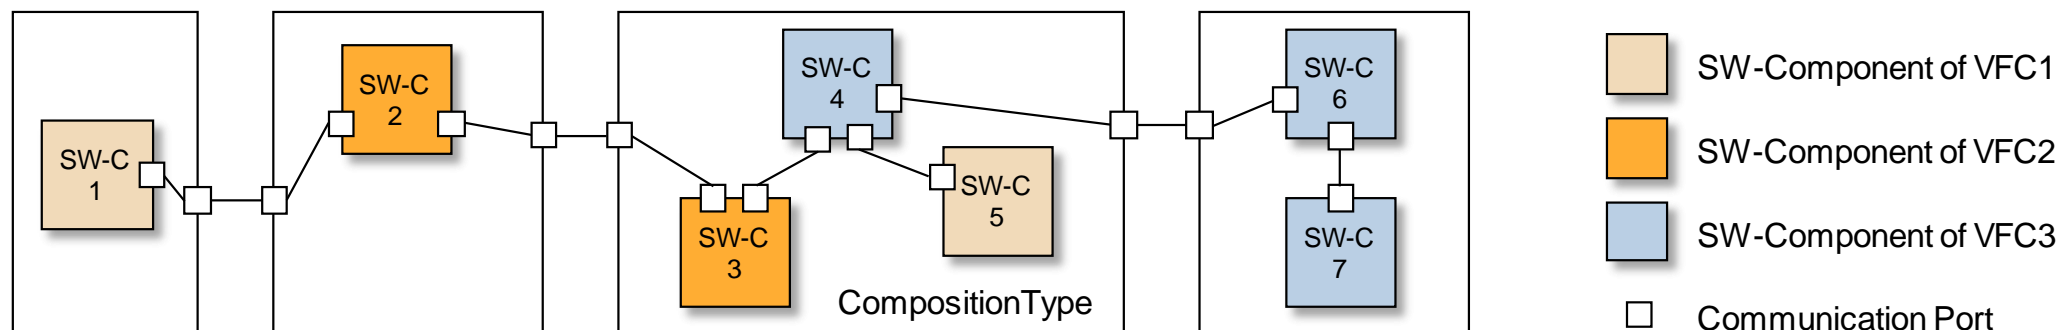 SW-C
1
SW-C
2
SW-C
3
SW-C
4
SW-C
5
CompositionType
SW-C
6
SW-C
7
SW-Component of VFC1
SW-Component of VFC2
SW-Component of VFC3
Communication Port